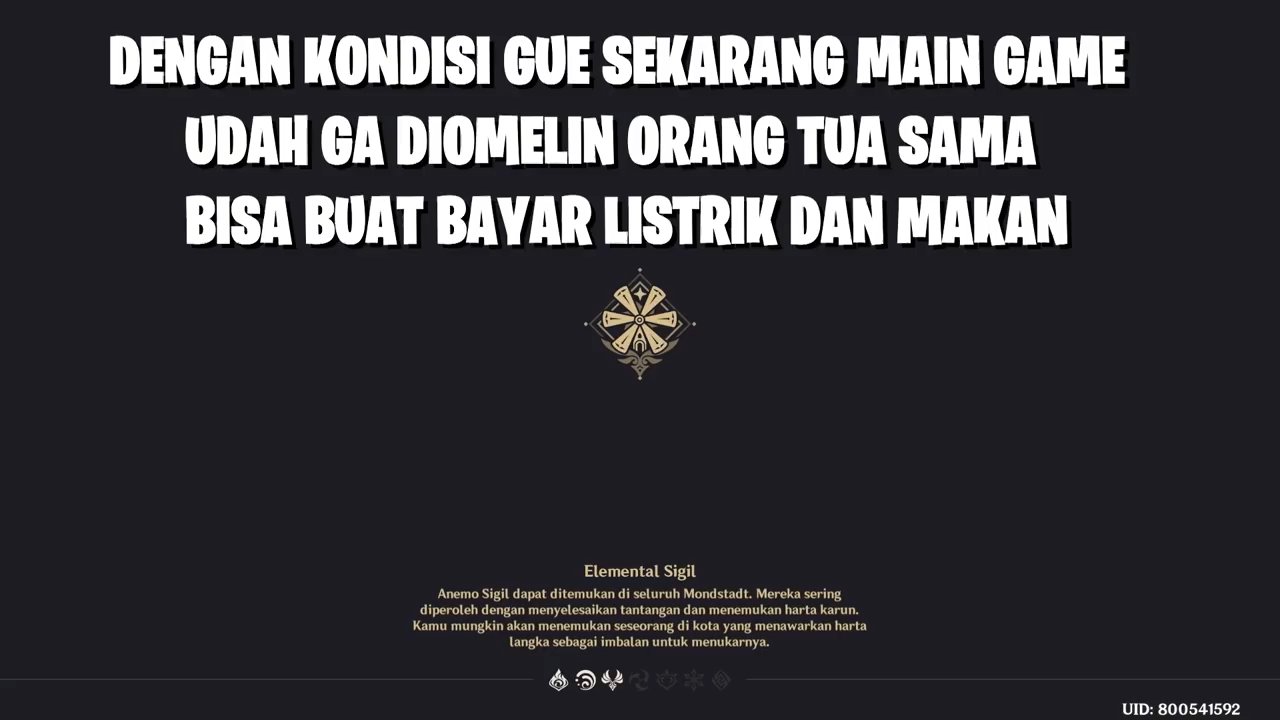 DENGAN KONDISI GUE SEKARANG MAIN GAME
UDAH GA DIOMELIN ORANG TUA SAMA
BISA BUAT BAYAR LISTRIK DAN MAKAN
Elemental Sigil
Anemo Sigil dapat ditemukan di seluruh Mondstadt. Mereka sering
diperoleh dengan menyelesaikan tantangan dan menemukan harta karun.
Kamu mungkin akan menemukan seseorang di kota yang menawarkan harta
langka sebagai imbalan untuk menukarnya.
UID: 800541592